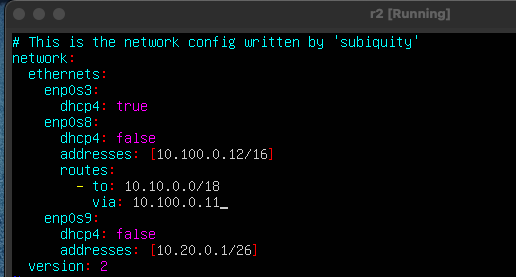 r2 [Running]
# This is the network config written by 'subiquity'
network:
  ethernets:
    enp0s3:
      dhcp4: true
    enp0s8:
      dhcp4: false
      addresses: [10.100.0.12/16]
      routes:
        - to: 10.10.0.0/18
          via: 10.100.0.11_
    enp0s9:
      dhcp4: false
      addresses: [10.20.0.1/26]
  version: 2